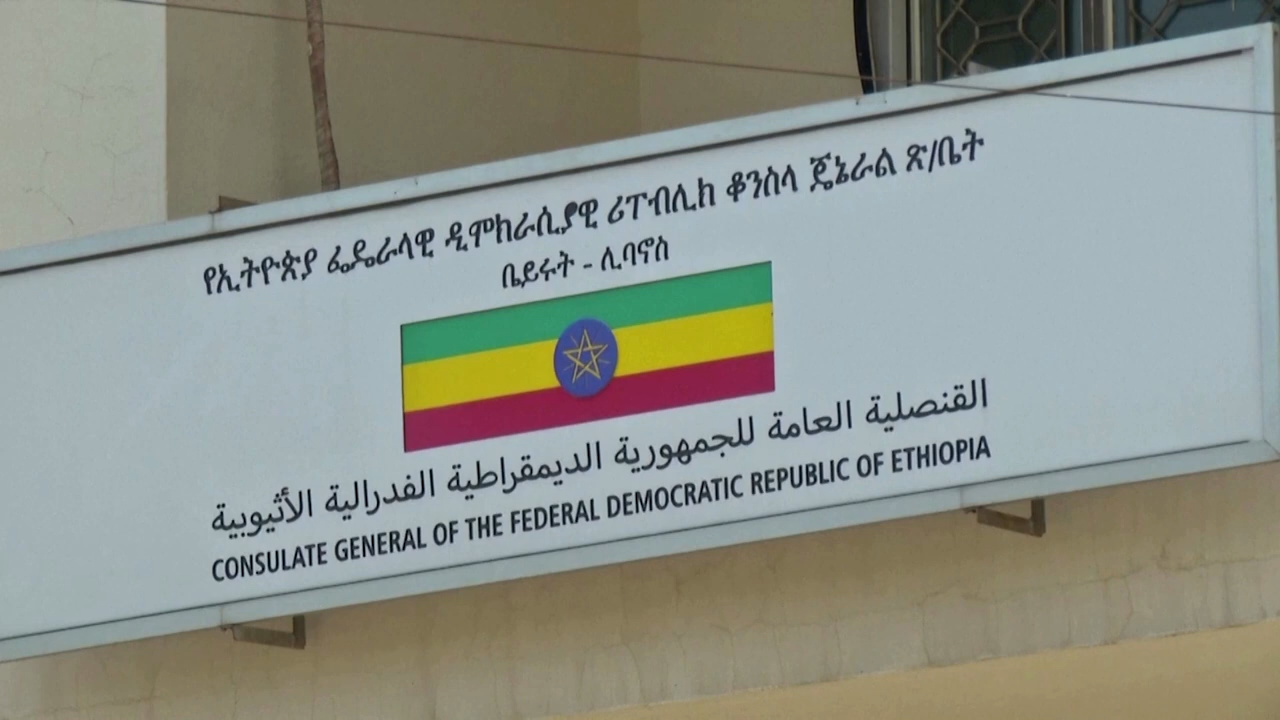 የኢትዮጵያ ፌዴራላዊ ዲሞክራሲያዊ ሪፐብሊክ ቆንስላ ጄኔራል ጽ/ቤት
ቤይሩት - ሊባኖስ
القنصلية العامة للجمهورية الديمقراطية الفدرالية الأثيوبية
CONSULATE GENERAL OF THE FEDERAL DEMOCRATIC REPUBLIC OF ETHIOPIA